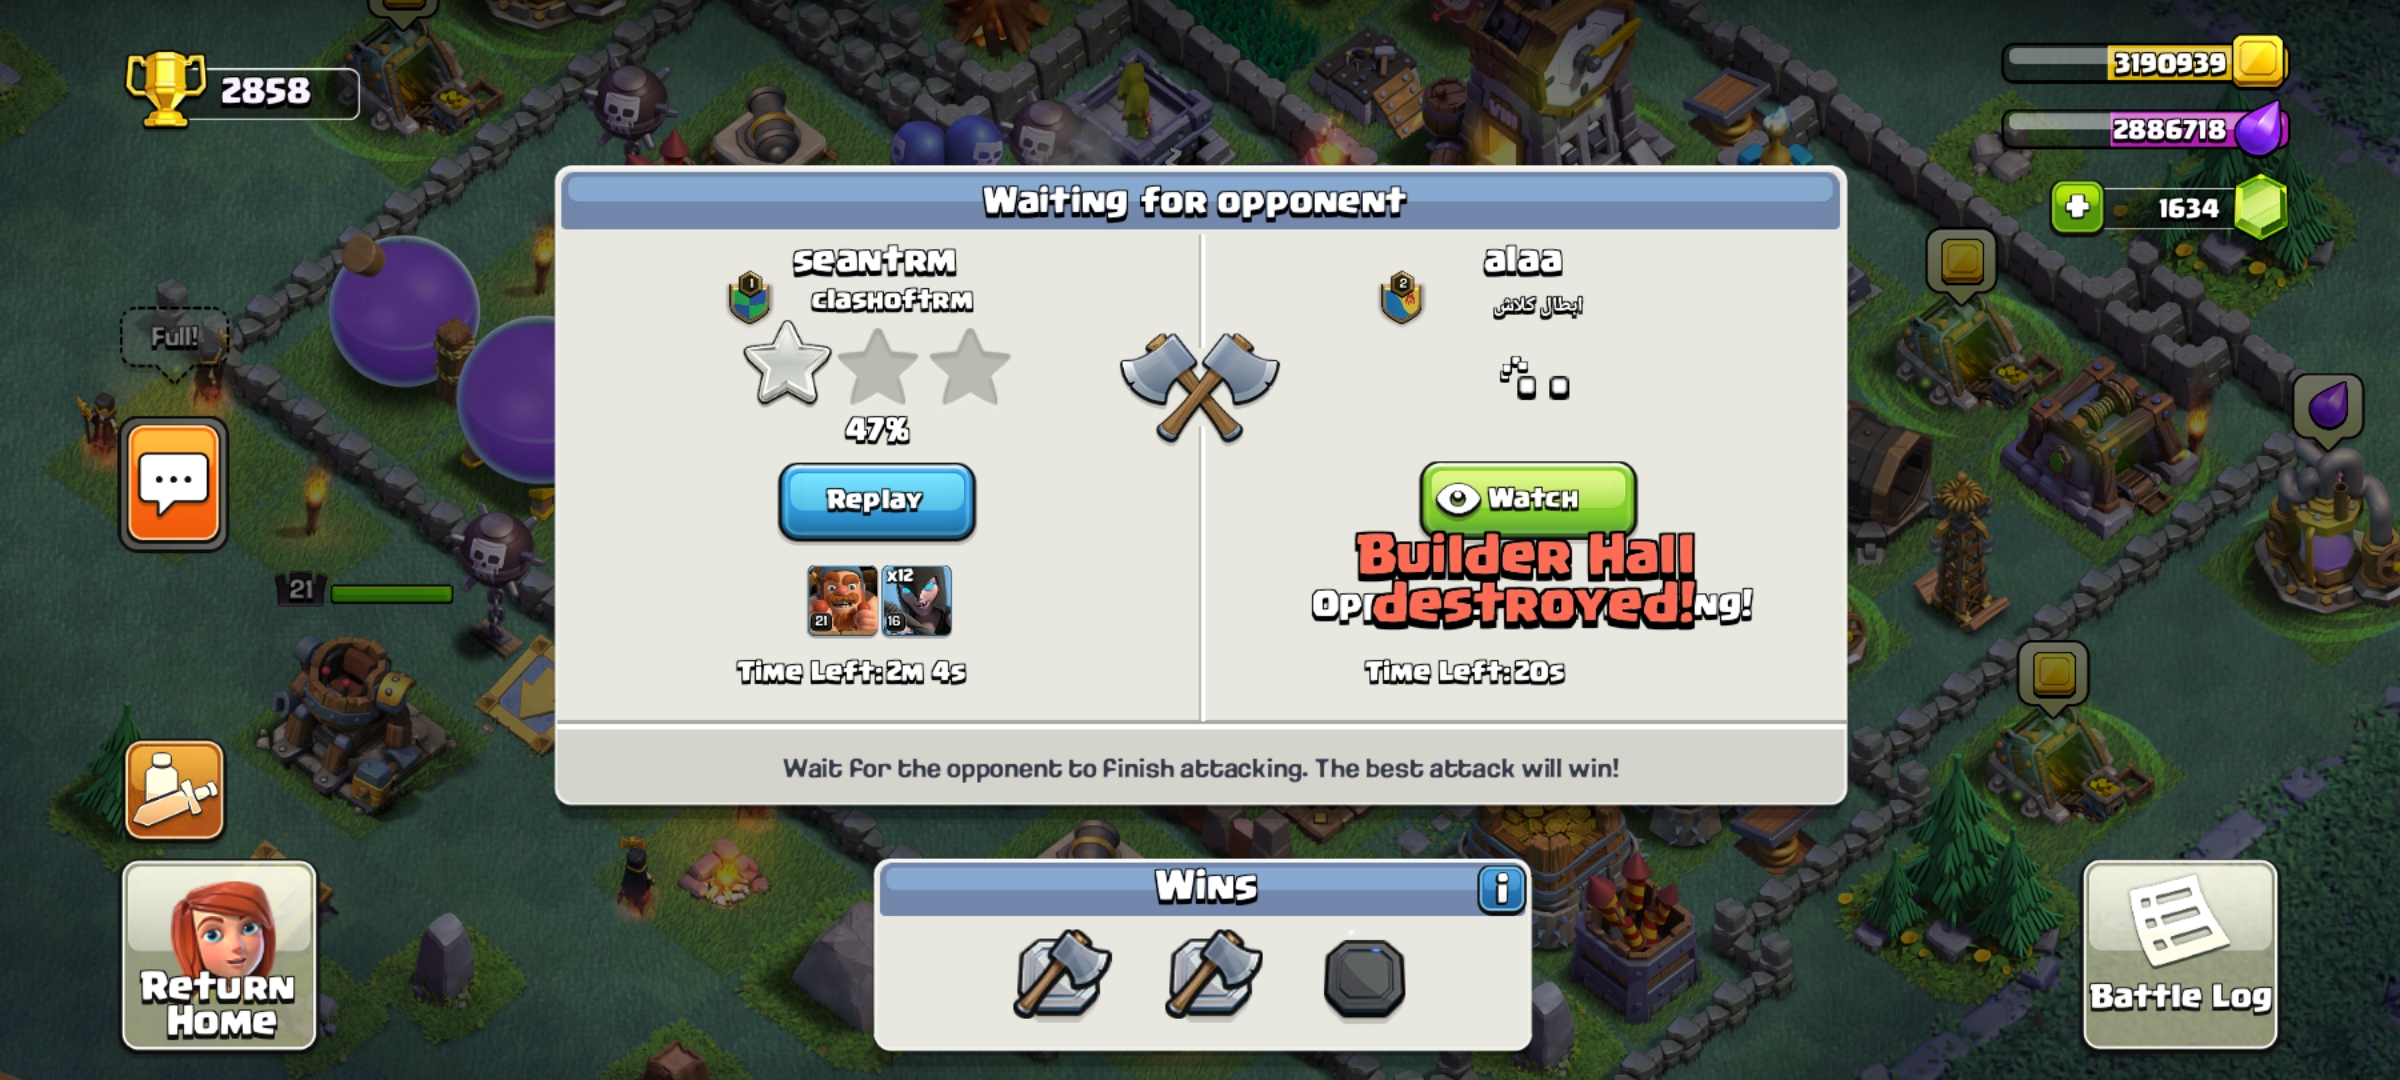 2858
3190939
2886718
1634
Full!
21
Waiting for opponent
seantrm
clashoftrm
1
47%
Replay
x12
21
16
Time Left:2m 4s
alaa
ابطال كلاش
2
Watch
Builder Hall
destroyed!
Time Left:20s
Wait for the opponent to finish attacking. The best attack will win!
Wins
i
Return
Home
Battle Log